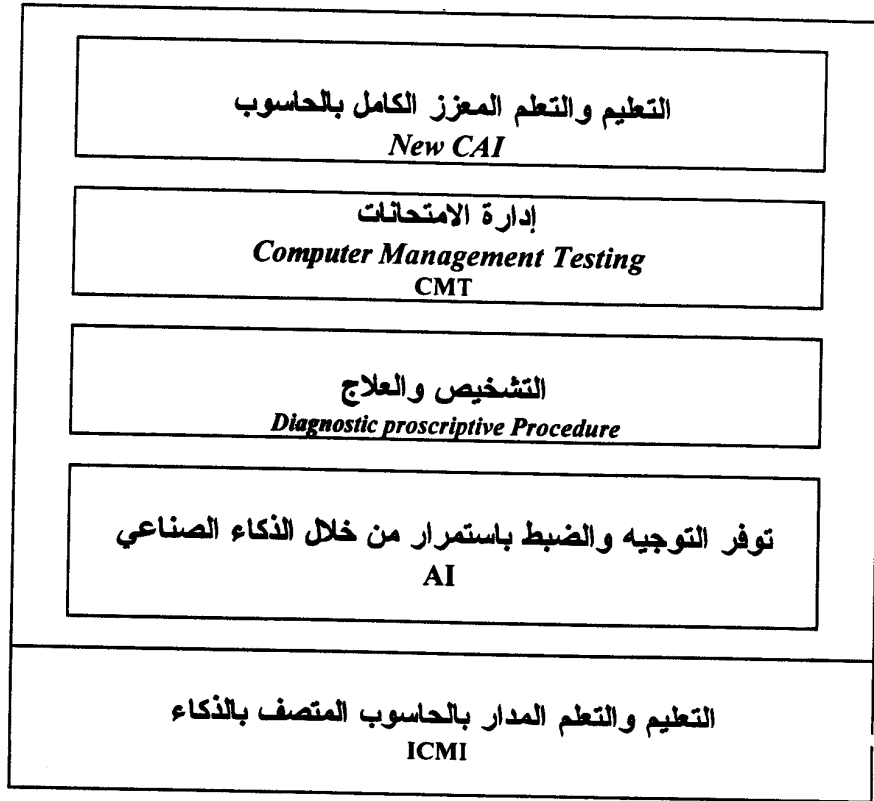 التعليم والتعلم المعزز الكامل بالحاسوب
New CAI
إدارة الامتحانات
Computer Management Testing
CMT
التشخيص والعلاج
Diagnostic proscriptive Procedure
توفر التوجيه والضبط باستمرار من خلال الذكاء الصناعي
AI
التعليم والتعلم المدار بالحاسوب المتصف بالذكاء
ICMI